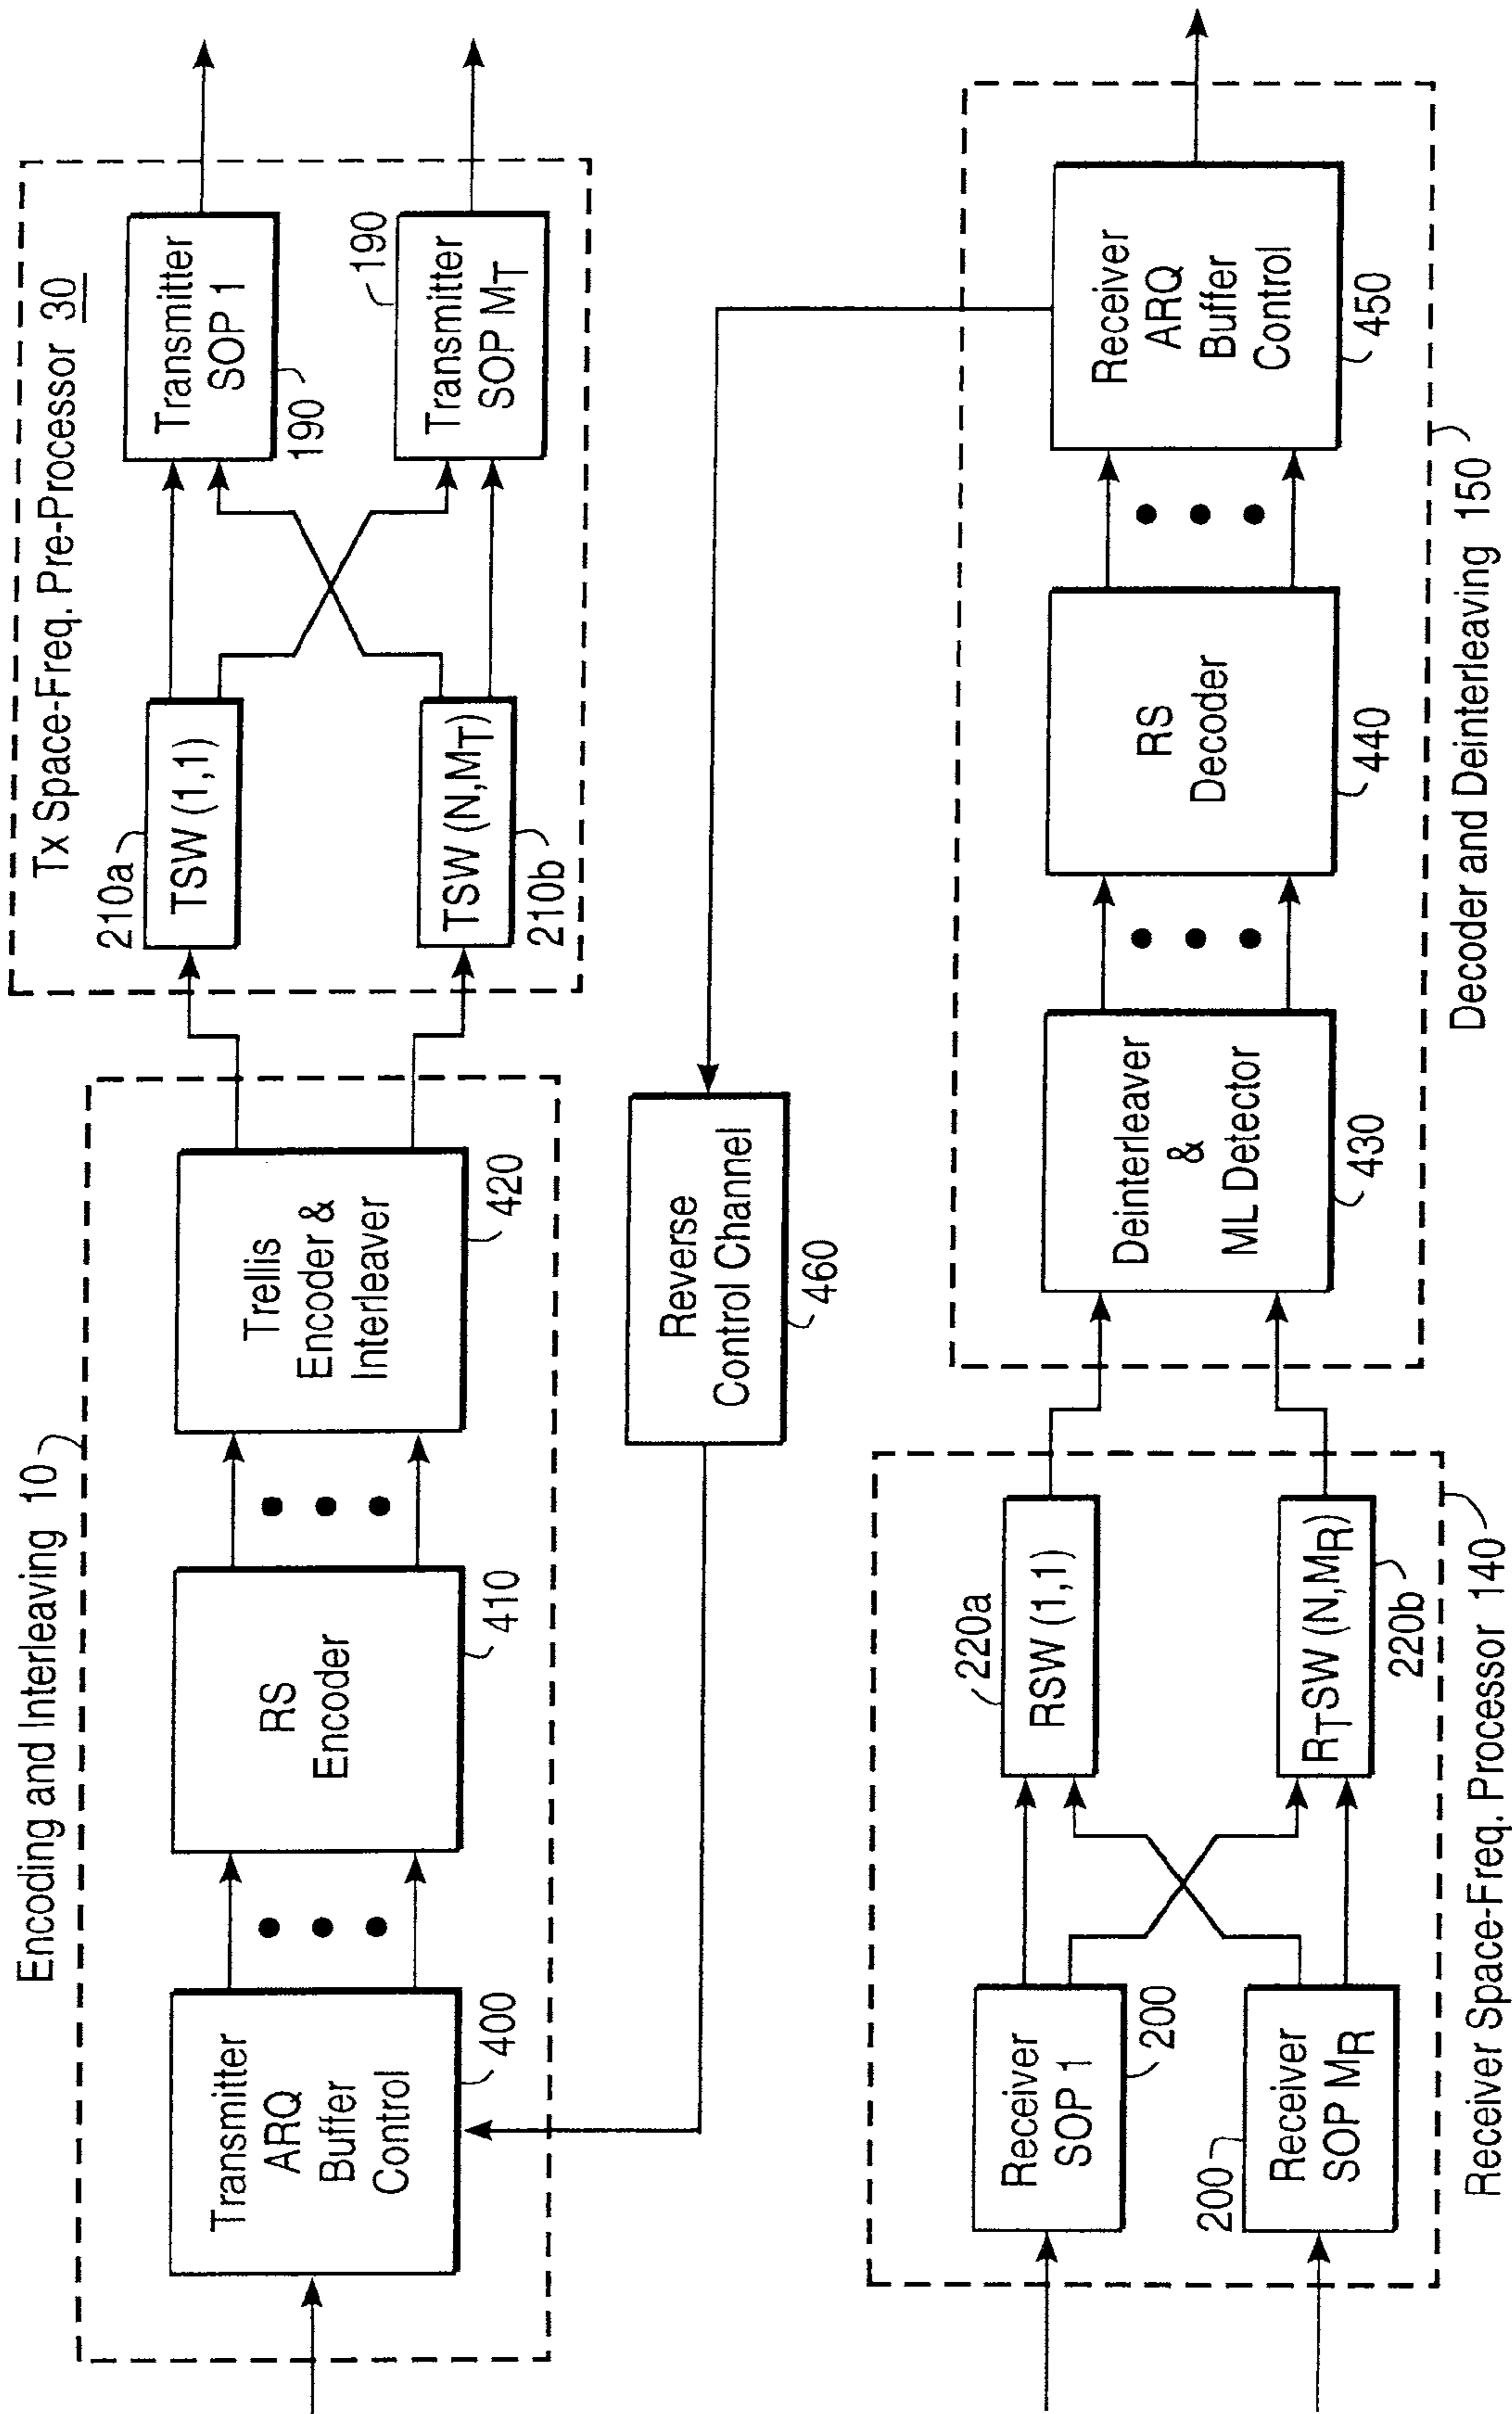 Encoding and Interleaving 10
Transmitter
ARQ
Buffer
Control
400
RS
Encoder
410
Trellis
Encoder &
Interleaver
420
Tx Space-Freq. Pre-Processor 30
210a
TSW (1,1)
TSW (N,MT)
210b
Transmitter
SOP 1
190
190
Transmitter
SOP MT
Reverse
Control Channel
460
Receiver
SOP 1
200
200
Receiver
SOP MR
220a
RSW (1,1)
RTSW (N,MR)
220b
Receiver Space-Freq. Processor 140
Deinterleaver
&
ML Detector
430
RS
Decoder
440
Receiver
ARQ
Buffer
Control
450
Decoder and Deinterleaving 150